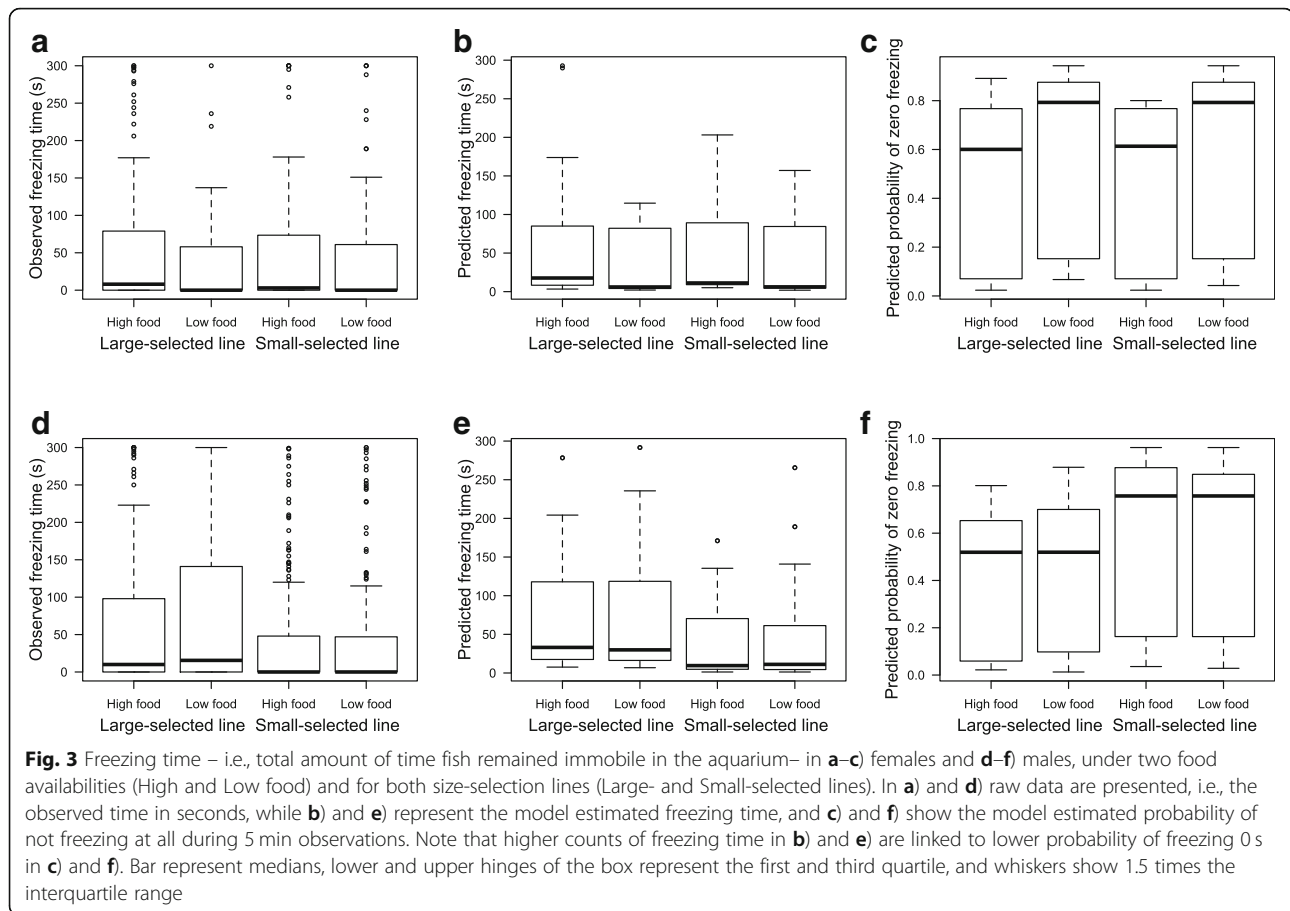 a
b
c
Observed freezing time (s)
300
250
200
150
100
50
0
High food Low food High food Low food
Large-selected line Small-selected line
Predicted freezing time (s)
300
250
200
150
100
50
0
High food Low food High food Low food
Large-selected line Small-selected line
Predicted probability of zero freezing
0.8
0.6
0.4
0.2
0.0
High food Low food High food Low food
Large-selected line Small-selected line
d
e
f
Observed freezing time (s)
300
250
200
150
100
50
0
High food Low food High food Low food
Large-selected line Small-selected line
Predicted freezing time (s)
300
250
200
150
100
50
0
High food Low food High food Low food
Large-selected line Small-selected line
Predicted probability of zero freezing
1.0
0.8
0.6
0.4
0.2
0.0
High food Low food High food Low food
Large-selected line Small-selected line
Fig. 3 Freezing time – i.e., total amount of time fish remained immobile in the aquarium– in a–c) females and d–f) males, under two food
availabilities (High and Low food) and for both size-selection lines (Large- and Small-selected lines). In a) and d) raw data are presented, i.e., the
observed time in seconds, while b) and e) represent the model estimated freezing time, and c) and f) show the model estimated probability of
not freezing at all during 5 min observations. Note that higher counts of freezing time in b) and e) are linked to lower probability of freezing 0 s
in c) and f). Bar represent medians, lower and upper hinges of the box represent the first and third quartile, and whiskers show 1.5 times the
interquartile range